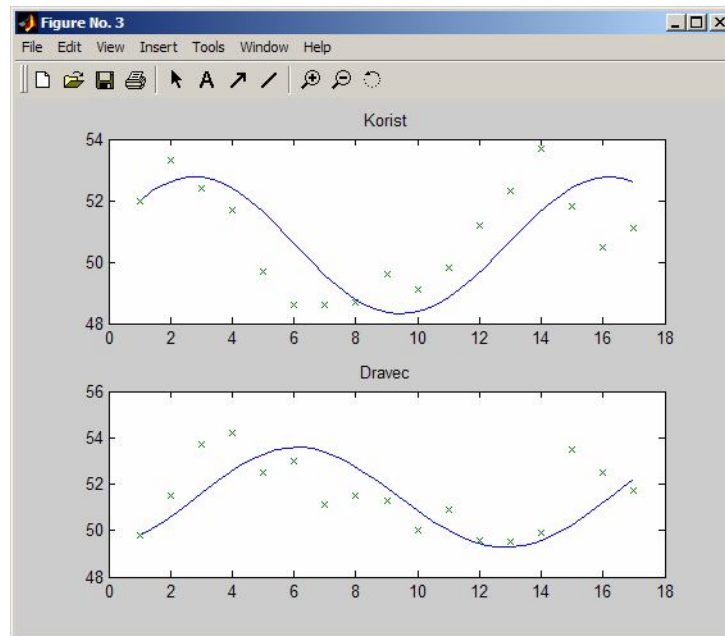 Figure No. 3
File Edit View Insert Tools Window Help
A
Korist
54
52
50
48
0 2 4 6 8 10 12 14 16 18
Dravec
56
54
52
50
48
0 2 4 6 8 10 12 14 16 18